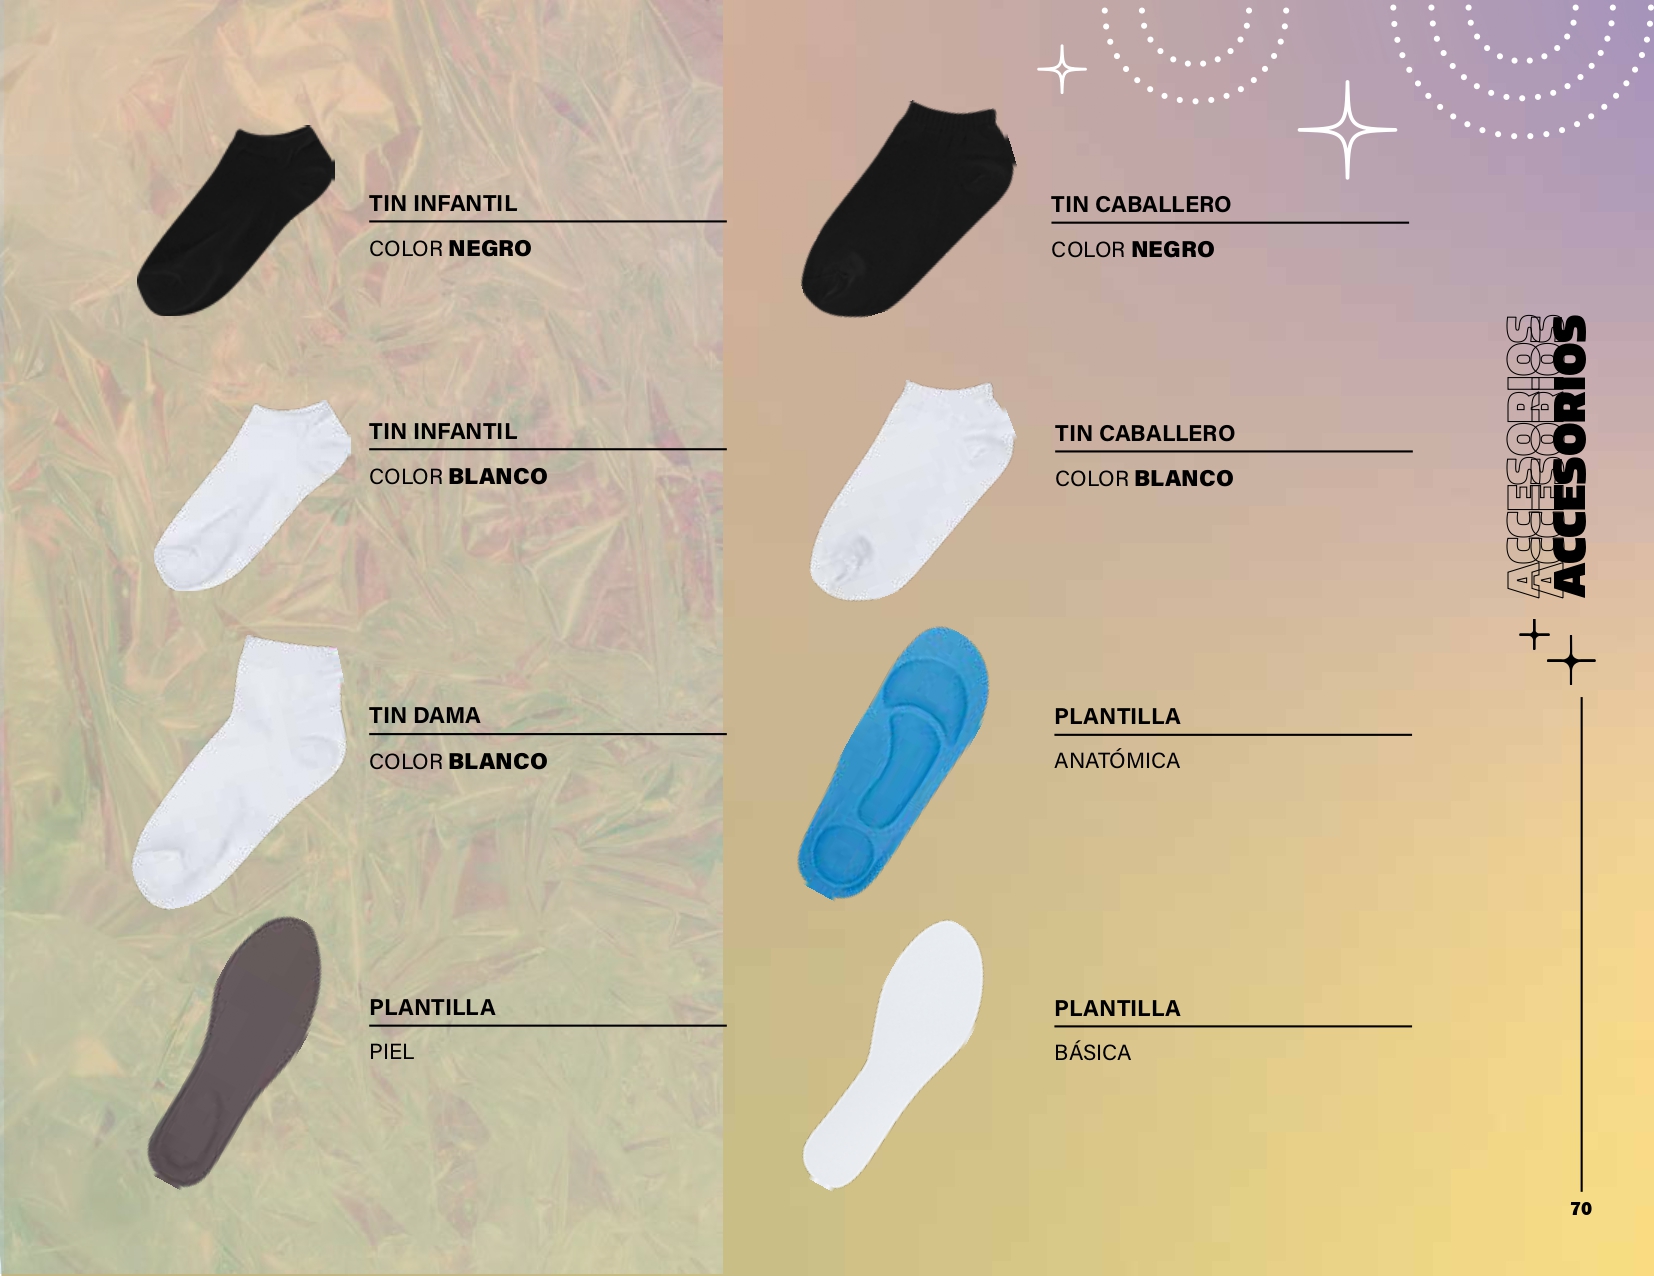 TIN INFANTIL
COLOR NEGRO
TIN INFANTIL
COLOR BLANCO
TIN DAMA
COLOR BLANCO
PLANTILLA
PIEL
TIN CABALLERO
COLOR NEGRO
TIN CABALLERO
COLOR BLANCO
PLANTILLA
ANATÓMICA
PLANTILLA
BÁSICA
ACCESORIOS
ACCESORIOS
ACCESORIOS
70